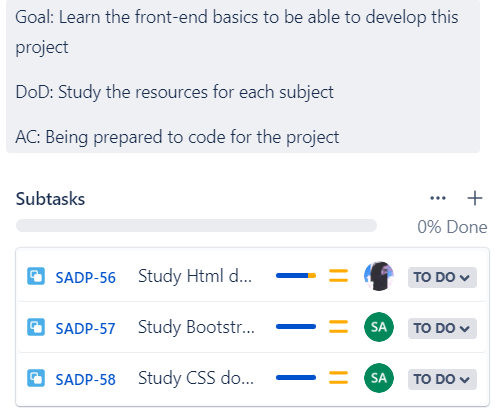 Goal: Learn the front-end basics to be able to develop this
project
DoD: Study the resources for each subject
AC: Being prepared to code for the project
Subtasks
0% Done
SADP-56 Study Html d... TO DO
SADP-57 Study Bootstr... SA TO DO
SADP-58 Study CSS do... SA TO DO